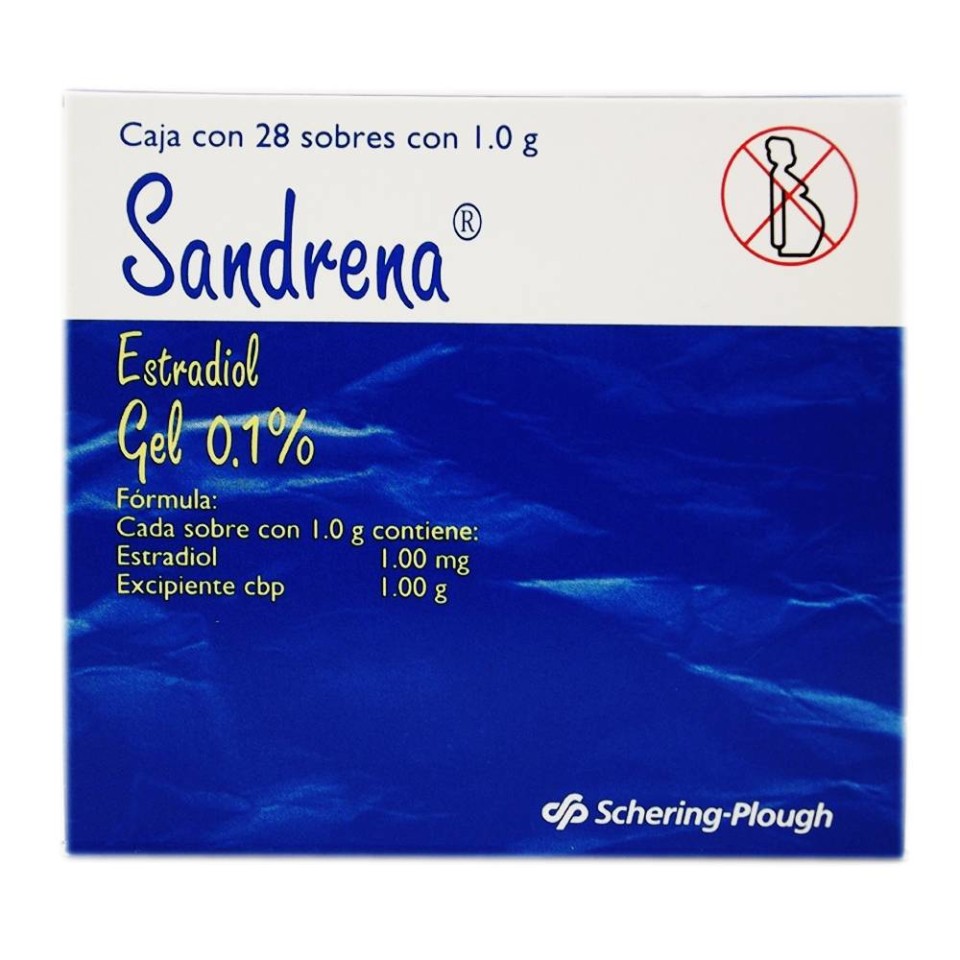 Caja con 28 sobres con 1.0 g
Sandrena®
Estradiol
Gel 0.1%
Fórmula:
Cada sobre con 1.0 g contiene:
Estradiol 1.00 mg
Excipiente cbp 1.00 g
Schering-Plough